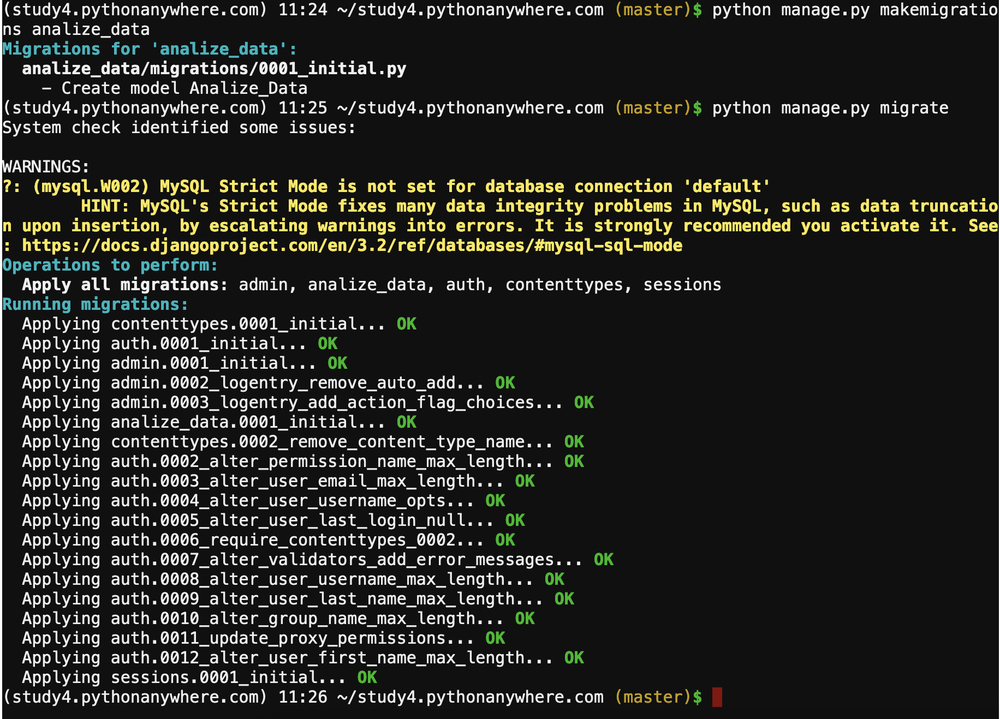 (study4.pythonanywhere.com) 11:24 ~/study4.pythonanywhere.com (master)$ python manage.py makemigratio
ns analize_data
Migrations for 'analize_data':
  analize_data/migrations/0001_initial.py
    - Create model Analize_Data
(study4.pythonanywhere.com) 11:25 ~/study4.pythonanywhere.com (master)$ python manage.py migrate
System check identified some issues:

WARNINGS:
?: (mysql.W002) MySQL Strict Mode is not set for database connection 'default'
        HINT: MySQL's Strict Mode fixes many data integrity problems in MySQL, such as data truncatio
n upon insertion, by escalating warnings into errors. It is strongly recommended you activate it. See
: https://docs.djangoproject.com/en/3.2/ref/databases/#mysql-sql-mode
Operations to perform:
  Apply all migrations: admin, analize_data, auth, contenttypes, sessions
Running migrations:
  Applying contenttypes.0001_initial... OK
  Applying auth.0001_initial... OK
  Applying admin.0001_initial... OK
  Applying admin.0002_logentry_remove_auto_add... OK
  Applying admin.0003_logentry_add_action_flag_choices... OK
  Applying analize_data.0001_initial... OK
  Applying contenttypes.0002_remove_content_type_name... OK
  Applying auth.0002_alter_permission_name_max_length... OK
  Applying auth.0003_alter_user_email_max_length... OK
  Applying auth.0004_alter_user_username_opts... OK
  Applying auth.0005_alter_user_last_login_null... OK
  Applying auth.0006_require_contenttypes_0002... OK
  Applying auth.0007_alter_validators_add_error_messages... OK
  Applying auth.0008_alter_user_username_max_length... OK
  Applying auth.0009_alter_user_last_name_max_length... OK
  Applying auth.0010_alter_group_name_max_length... OK
  Applying auth.0011_update_proxy_permissions... OK
  Applying auth.0012_alter_user_first_name_max_length... OK
  Applying sessions.0001_initial... OK
(study4.pythonanywhere.com) 11:26 ~/study4.pythonanywhere.com (master)$